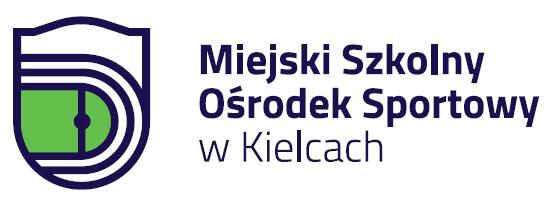 Miejski Szkolny
Ośrodek Sportowy
w Kielcach